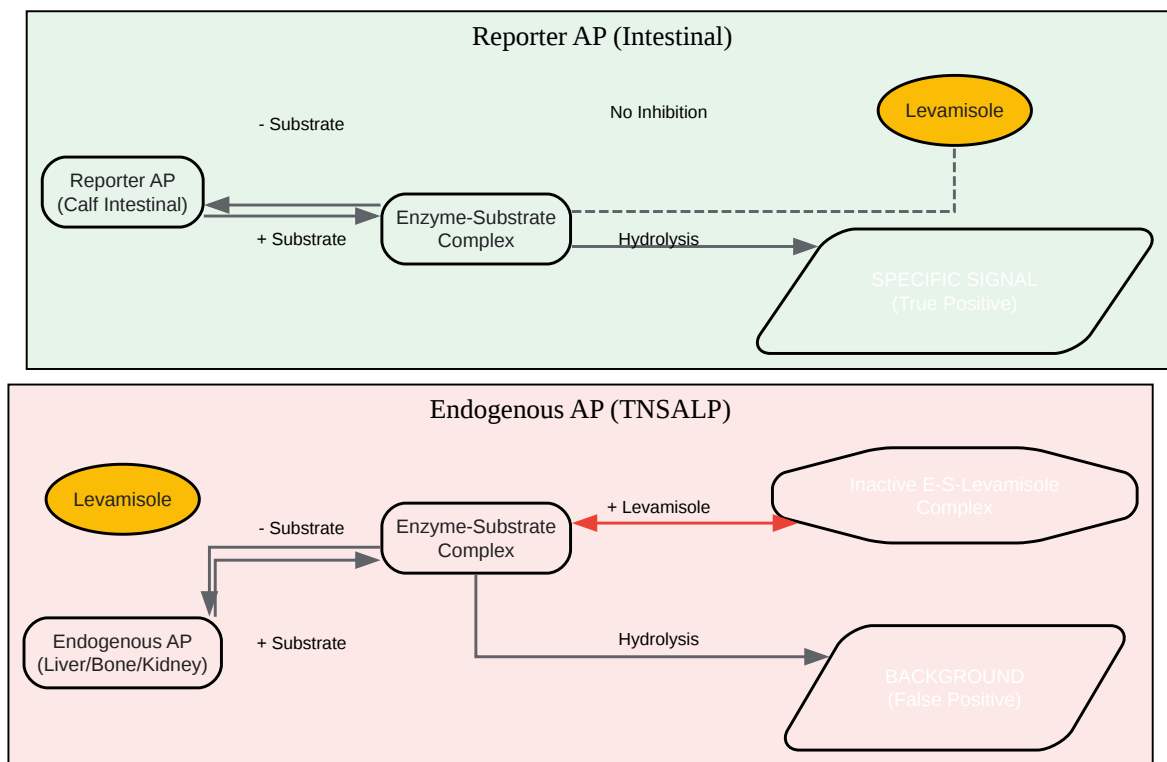 Reporter AP (Intestinal)
Levamisole
No Inhibition
- Substrate
Reporter AP
(Calf Intestinal)
Enzyme-Substrate
Complex
+ Substrate
Hydrolysis
SPECIFIC SIGNAL
(True Positive)
Endogenous AP (TNSALP)
Levamisole
- Substrate
Enzyme-Substrate
Complex
+ Levamisole
Inactive E-S-Levamisole
Complex
Endogenous AP
(Liver/Bone/Kidney)
+ Substrate
Hydrolysis
BACKGROUND
(False Positive)